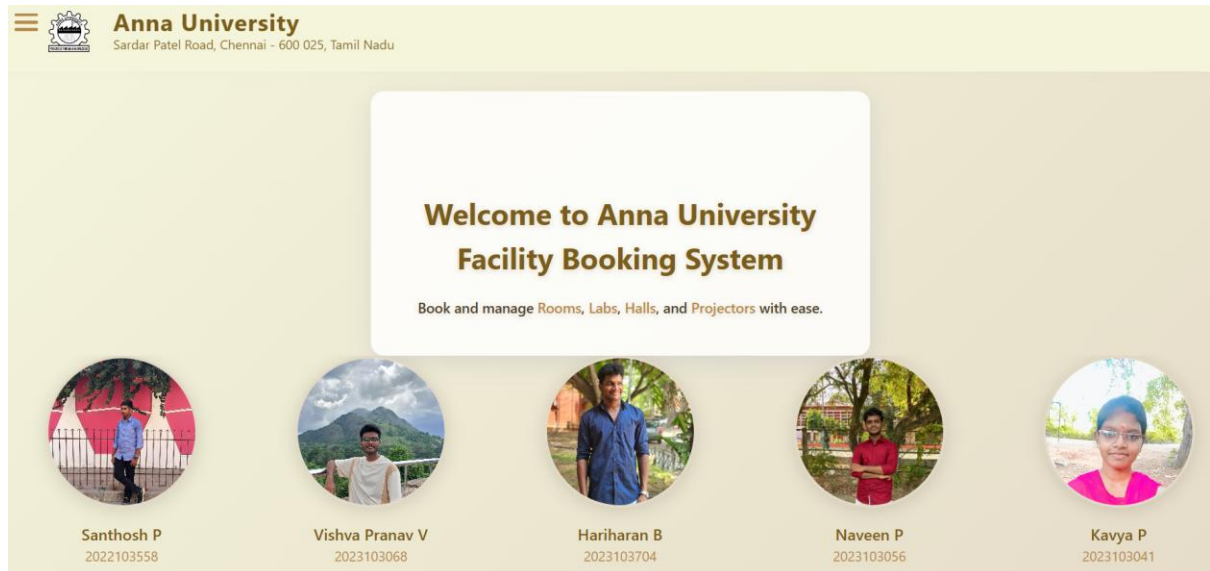 Anna University
Sardar Patel Road, Chennai - 600 025, Tamil Nadu
Welcome to Anna University
Facility Booking System
Book and manage Rooms, Labs, Halls, and Projectors with ease.
Santhosh P
2022103558
Vishva Pranav V
2023103068
Hariharan B
2023103704
Naveen P
2023103056
Kavya P
2023103041